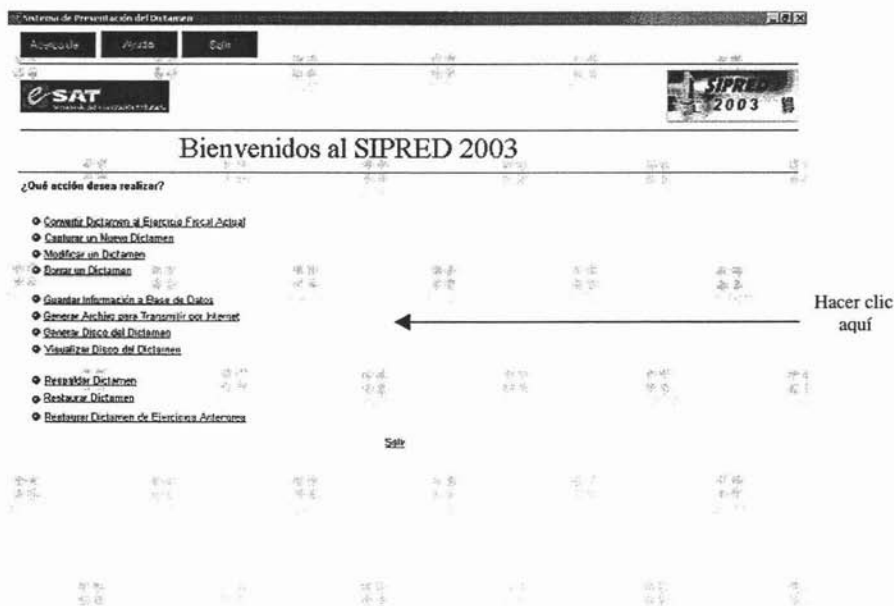 Sistema de Presentación del Dictamen
Acerca de Ayuda Salir
e SAT
SIPRED
2003
Bienvenidos al SIPRED 2003
¿Qué acción desea realizar?
Convertir Dictamen al Ejercicio Fiscal Actual
Capturar un Nuevo Dictamen
Modificar un Dictamen
Borrar un Dictamen
Guardar Información a Base de Datos
Generar Archivo para Transmitir por Internet
Generar Disco del Dictamen
Visualizar Disco del Dictamen
Hacer clic
aquí
Respaldar Dictamen
Restaurar Dictamen
Restaurar Dictamen de Ejercicios Anteriores
Salir